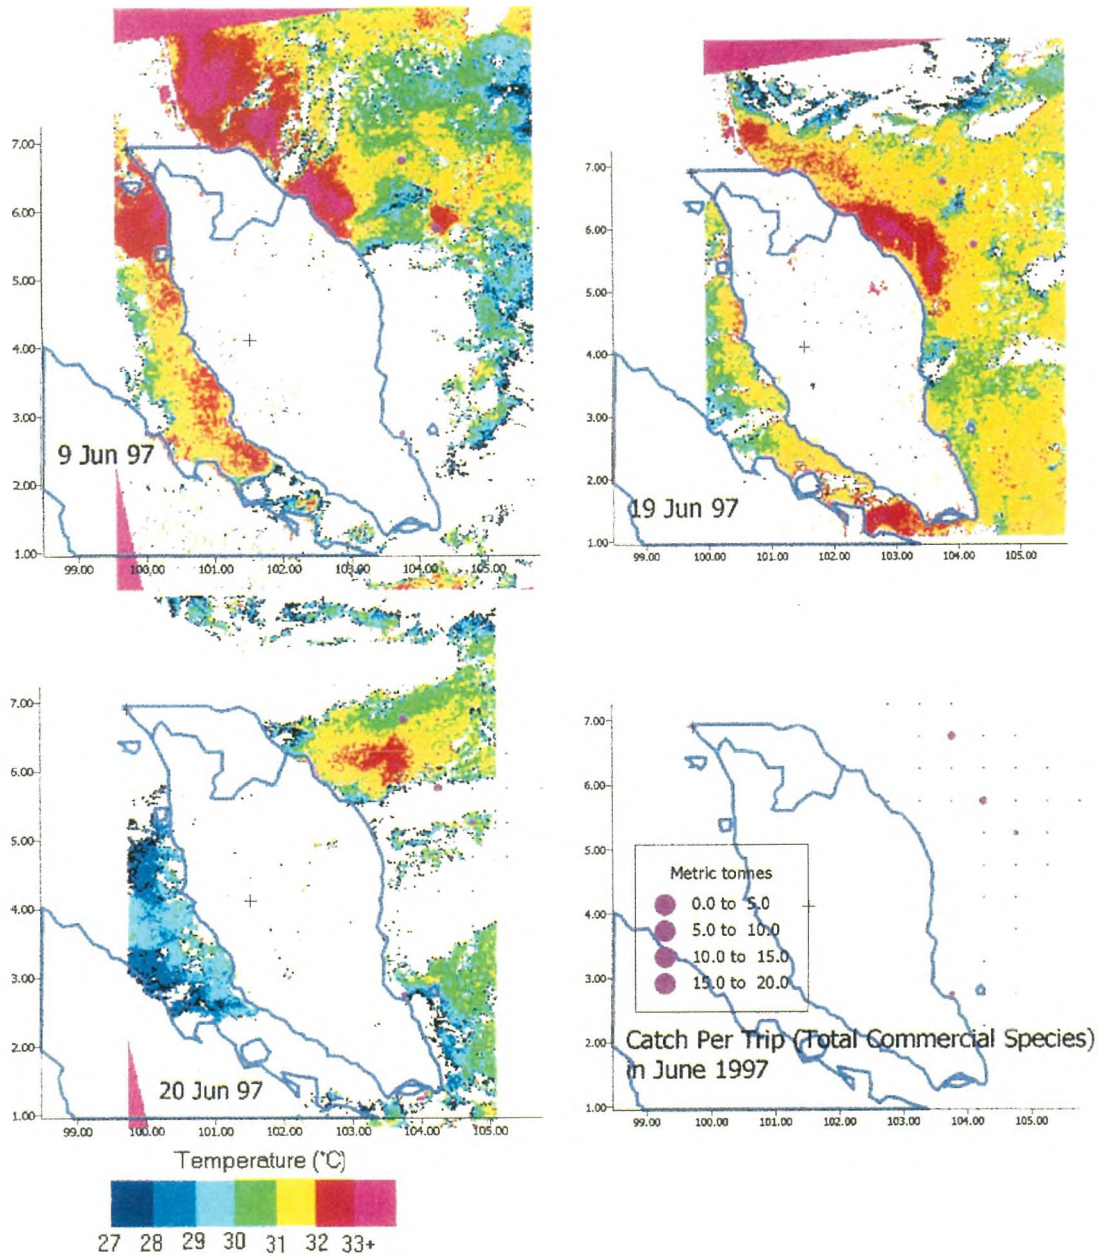 7.00
6.00
5.00
4.00
3.00
2.00
1.00
9 Jun 97
99.00 100.00 101.00 102.00 103.00 104.00 105.00
7.00
6.00
5.00
4.00
3.00
2.00
1.00
19 Jun 97
99.00 100.00 101.00 102.00 103.00 104.00 105.00
7.00
6.00
5.00
4.00
3.00
2.00
1.00
20 Jun 97
99.00 100.00 101.00 102.00 103.00 104.00 105.00
Temperature (°C)
27 28 29 30 31 32 33+
7.00
6.00
5.00
4.00
3.00
2.00
1.00
Metric tonnes
0.0 to 5.0
5.0 to 10.0
10.0 to 15.0
15.0 to 20.0
Catch Per Trip (Total Commercial Species)
in June 1997
99.00 100.00 101.00 102.00 103.00 104.00 105.00